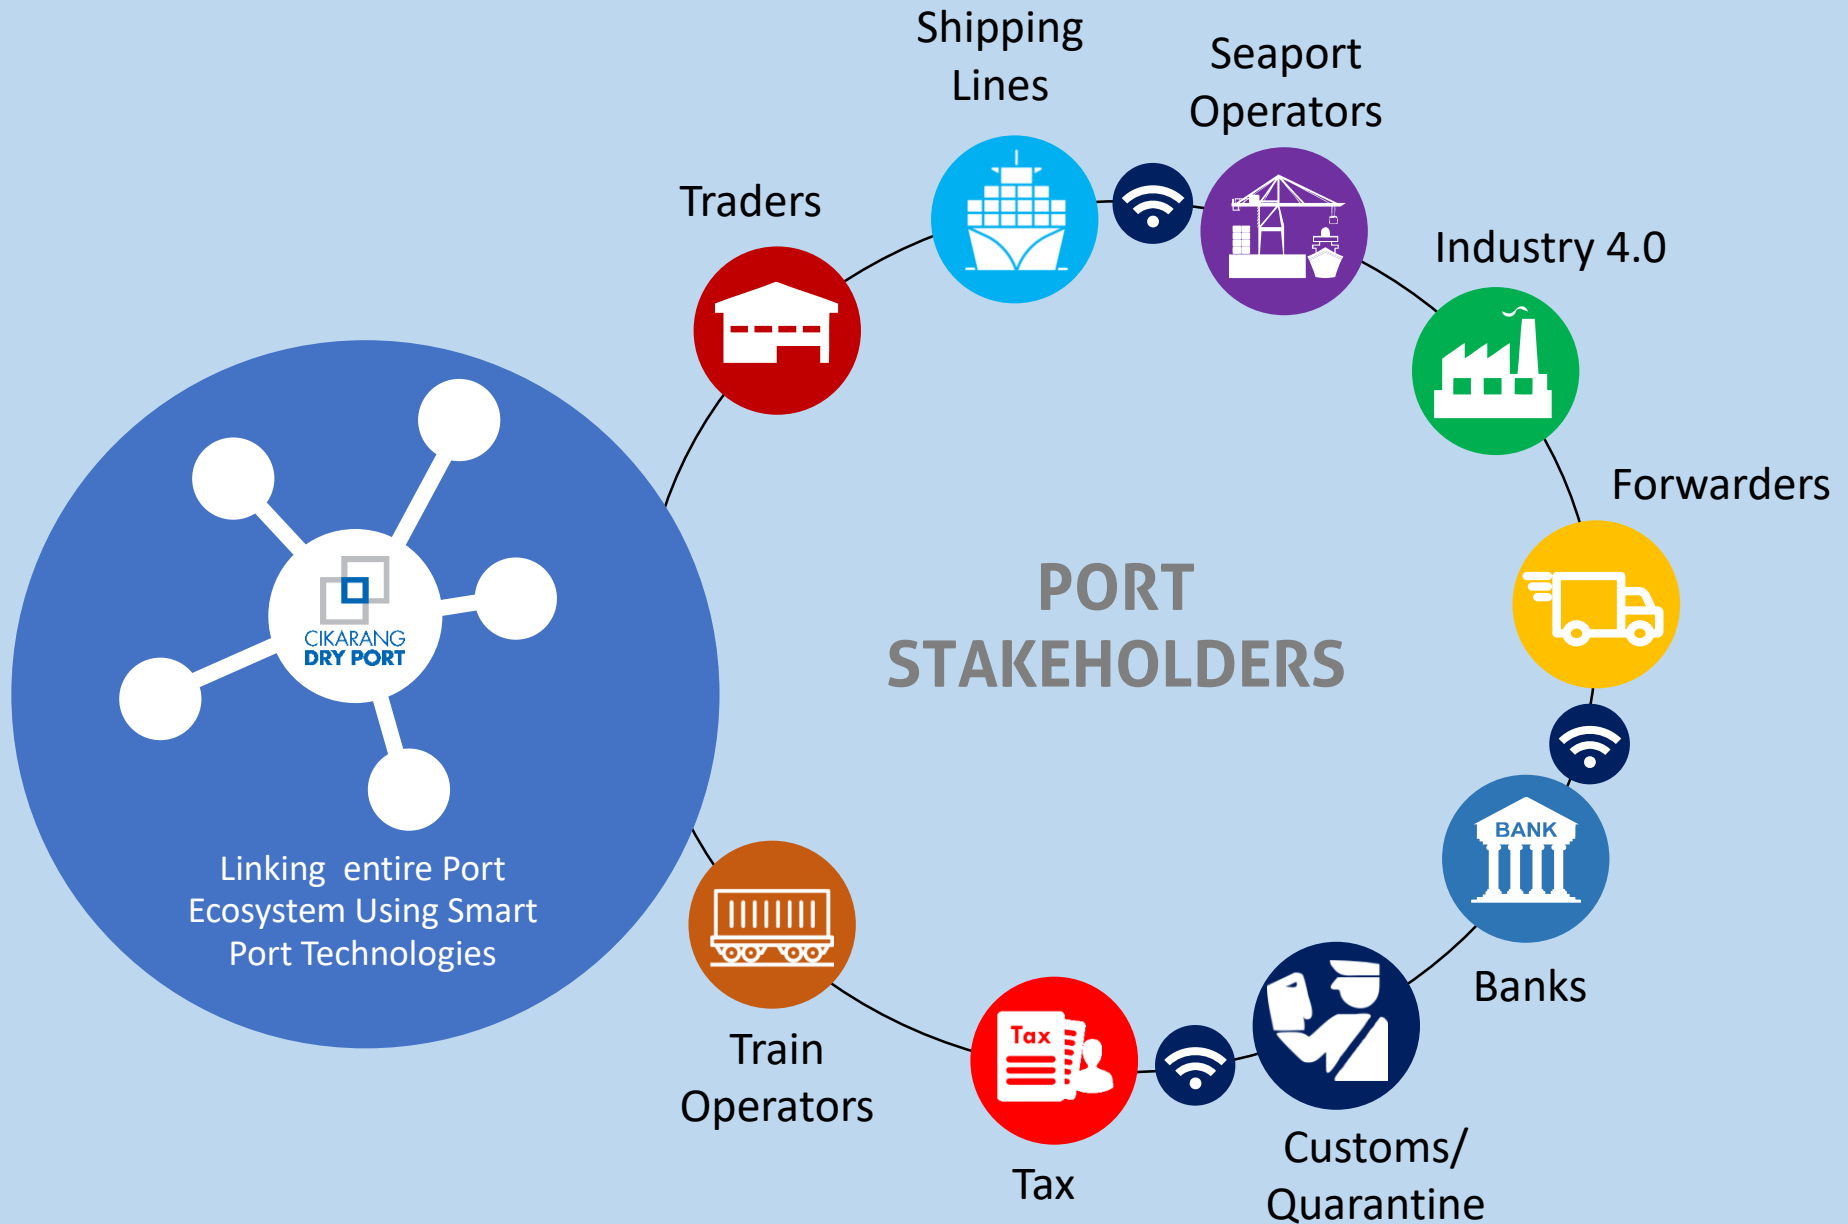 Shipping
Lines
Seaport
Operators
Traders
Industry 4.0
Forwarders
PORT
STAKEHOLDERS
CIKARANG
DRY PORT
BANK
Linking  entire Port
Ecosystem Using Smart
Port Technologies
Banks
Tax
Train
Operators
Customs/
Quarantine
Tax